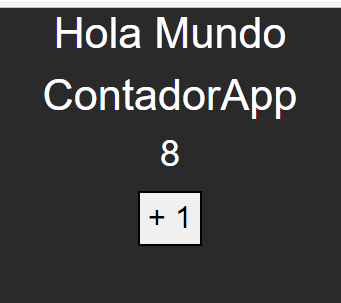 Hola Mundo
ContadorApp
8
+ 1